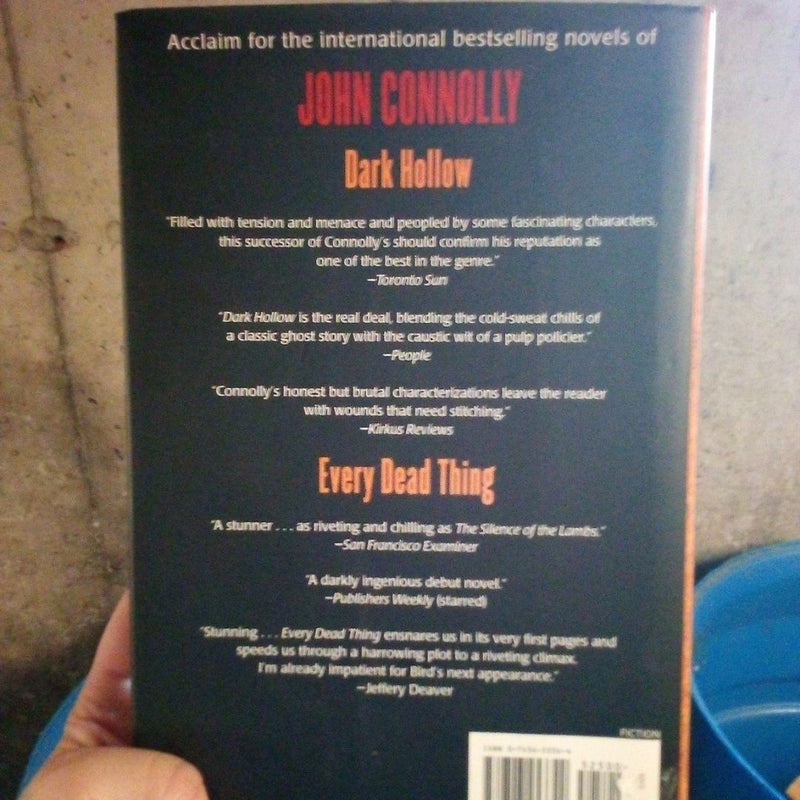 Acclaim for the international bestselling novels of
JOHN CONNOLLY
Dark Hollow
"Filled with tension and menace and peopled by some fascinating characters,
this successor of Connolly's should confirm his reputation as
one of the best in the genre."
—Toronto Sun
"Dark Hollow is the real deal, blending the cold-sweat chills of
a classic ghost story with the caustic wit of a pulp policier."
—People
"Connolly's honest but brutal characterizations leave the reader
with wounds that need stitching."
—Kirkus Reviews
Every Dead Thing
"A stunner . . . as riveting and chilling as The Silence of the Lambs."
—San Francisco Examiner
"A darkly ingenious debut novel."
—Publishers Weekly (starred)
"Stunning . . . Every Dead Thing ensnares us in its very first pages and
speeds us through a harrowing plot to a riveting climax.
I'm already impatient for Bird's next appearance."
—Jeffery Deaver
FICTION
ISBN